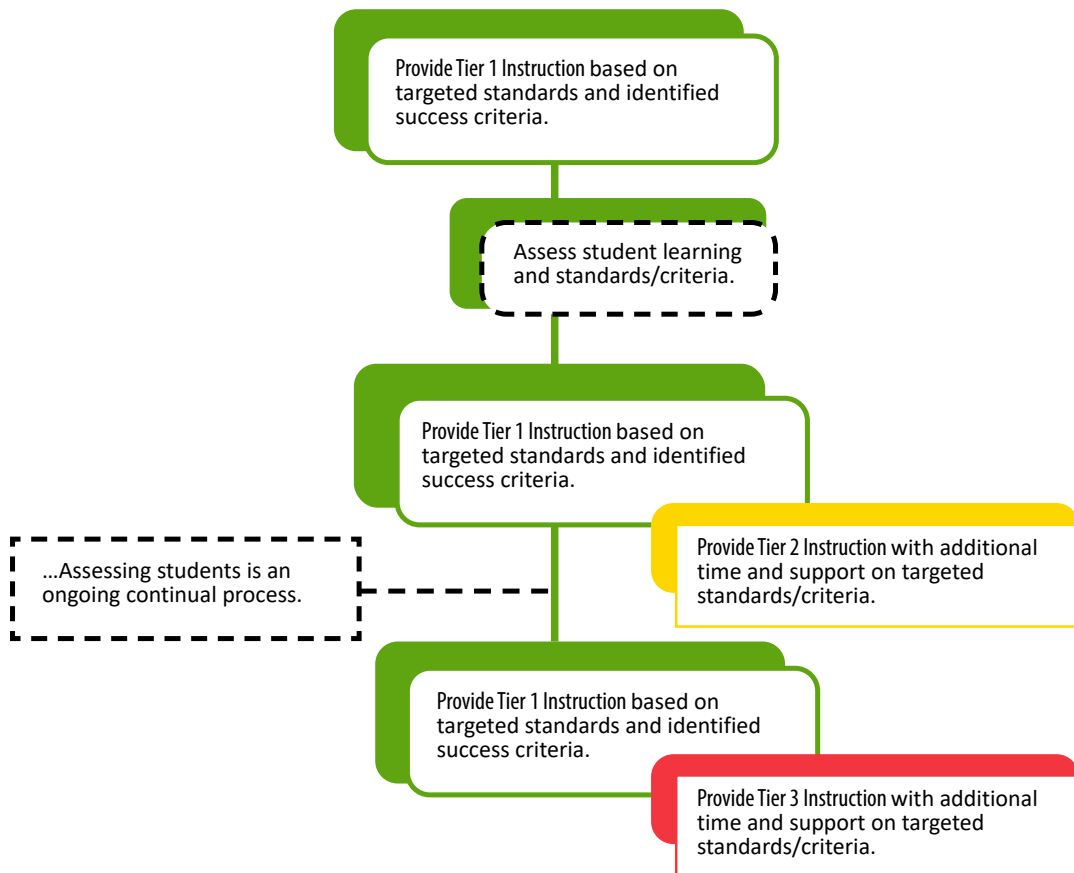 Provide Tier 1 Instruction based on
targeted standards and identified
success criteria.
Assess student learning
and standards/criteria.
Provide Tier 1 Instruction based on
targeted standards and identified
success criteria.
Provide Tier 2 Instruction with additional
time and support on targeted
standards/criteria.
...Assessing students is an
ongoing continual process.
Provide Tier 1 Instruction based on
targeted standards and identified
success criteria.
Provide Tier 3 Instruction with additional
time and support on targeted
standards/criteria.